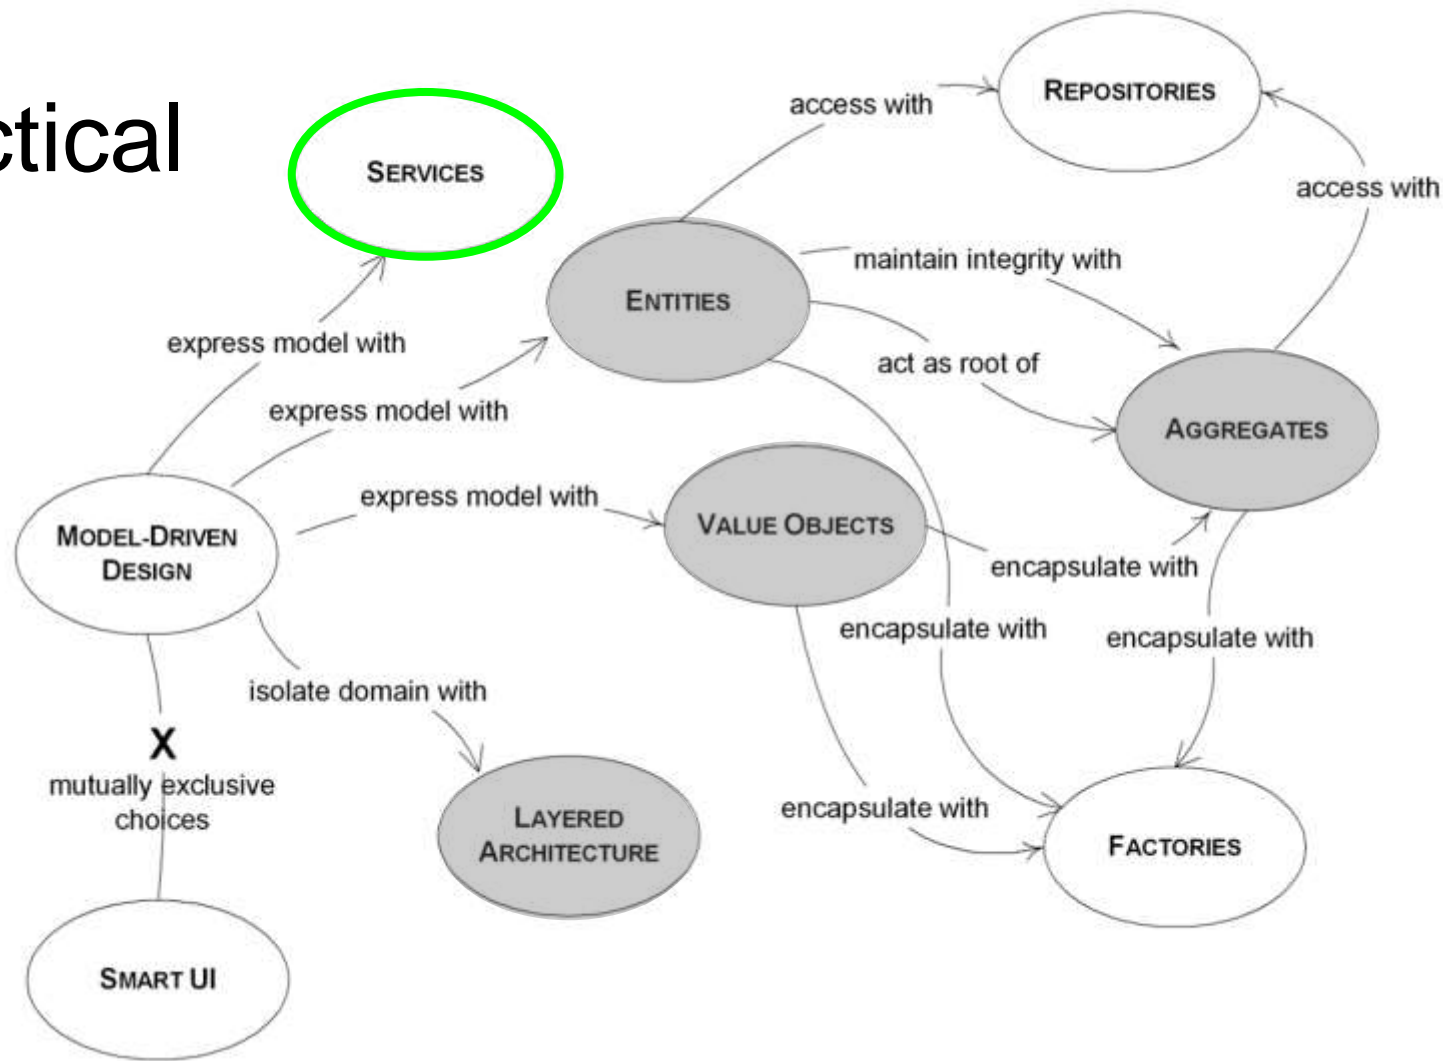 ctical
REPOSITORIES
access with
SERVICES
access with
maintain integrity with
ENTITIES
express model with
act as root of
express model with
AGGREGATES
express model with
VALUE OBJECTS
MODEL-DRIVEN
DESIGN
encapsulate with
encapsulate with
encapsulate with
isolate domain with
X
mutually exclusive
choices
encapsulate with
LAYERED
ARCHITECTURE
FACTORIES
SMART UI